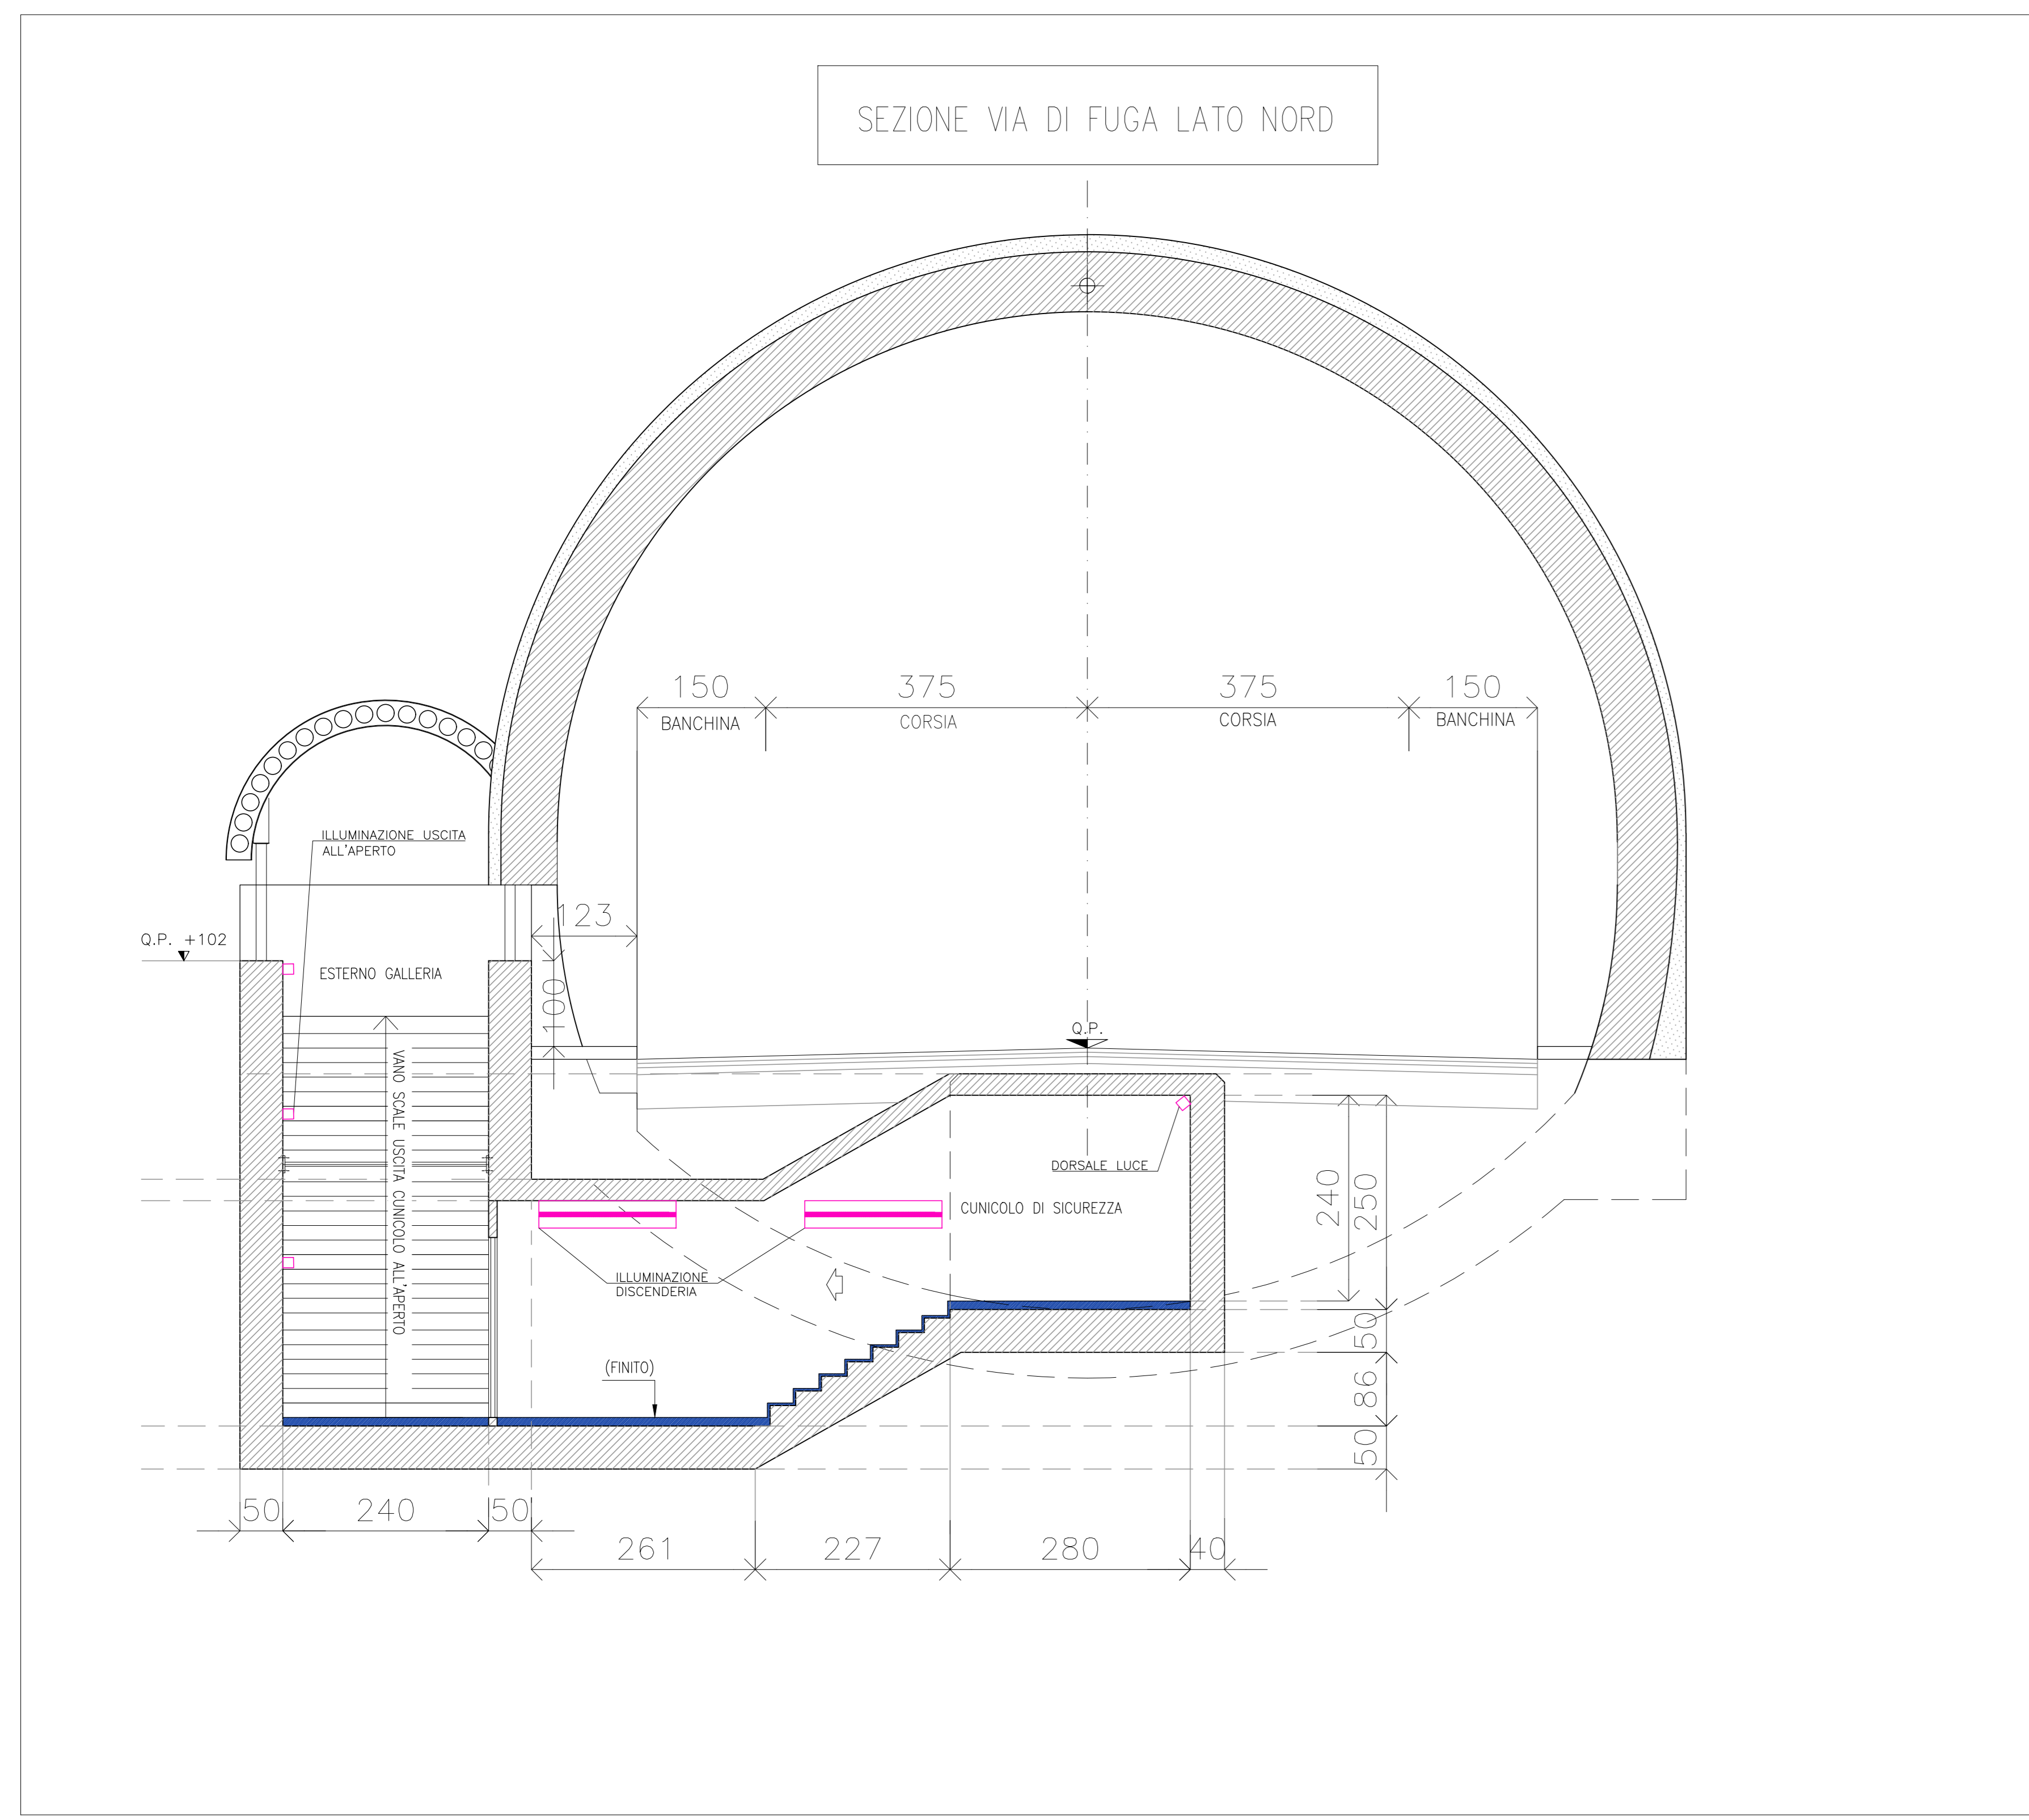 SEZIONE VIA DI FUGA LATO NORD
150
375
375
150
BANCHINA
CORSIA
CORSIA
BANCHINA
ILLUMINAZIONE USCITA
ALL'APERTO
123
Q.P. +102
ESTERNO GALLERIA
100
Q.P.
VANO SCALE USCITA CUNICOLO ALL'APERTO
DORSALE LUCE
CUNICOLO DI SICUREZZA
240
250
ILLUMINAZIONE
DISCENDERIA
50
(FINITO)
86
50
50
240
50
261
227
280
40